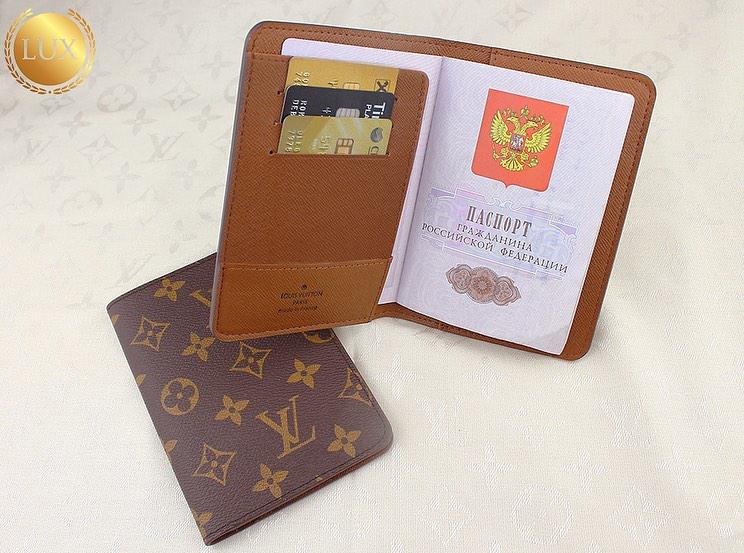 LUX
ПАСПОРТ
ГРАЖДАНИНА
РОССИЙСКОЙ ФЕДЕРАЦИИ
LOUIS VUITTON
PARIS
Made in France
LV